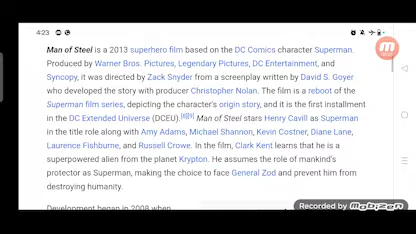 4:23
Man of Steel is a 2013 superhero film based on the DC Comics character Superman.
Produced by Warner Bros. Pictures, Legendary Pictures, DC Entertainment, and
Syncopy, it was directed by Zack Snyder from a screenplay written by David S. Goyer
who developed the story with producer Christopher Nolan. The film is a reboot of the
Superman film series, depicting the character's origin story, and it is the first installment
in the DC Extended Universe (DCEU).[8][9] Man of Steel stars Henry Cavill as Superman
in the title role along with Amy Adams, Michael Shannon, Kevin Costner, Diane Lane,
Laurence Fishburne, and Russell Crowe. In the film, Clark Kent learns that he is a
superpowered alien from the planet Krypton. He assumes the role of mankind's
protector as Superman, making the choice to face General Zod and prevent him from
destroying humanity.
Development began in 2008 when
Recorded by Mobizen